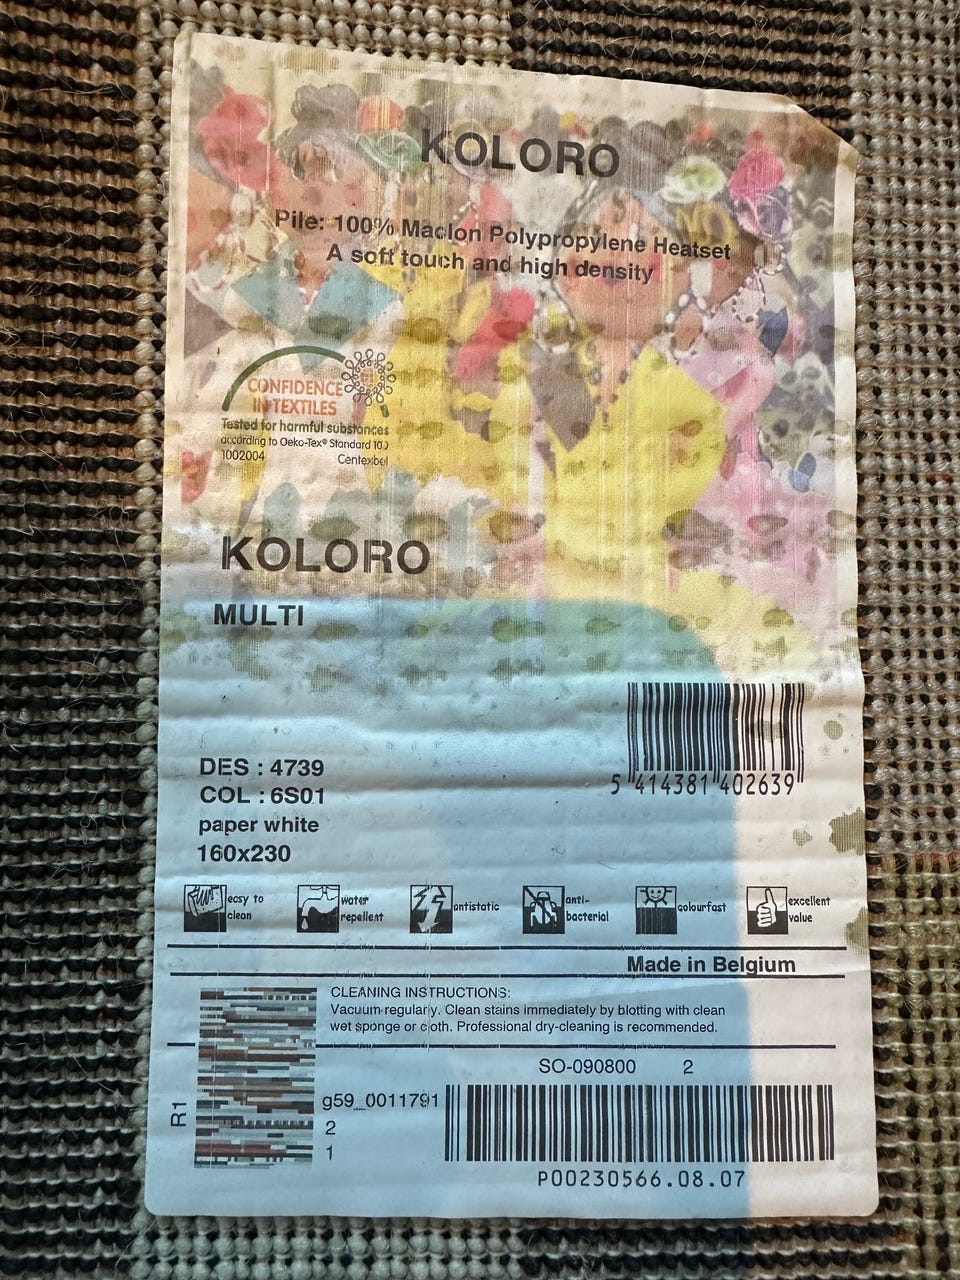 KOLORO
Pile: 100% Maclon Polypropylene Heatset
A soft touch and high density
CONFIDENCE
IN TEXTILES
Tested for harmful substances
according to Oeko-Tex® Standard 100
1002004 Centexbel
KOLORO
MULTI
5 414381 402639
DES : 4739
COL : 6S01
paper white
160x230
easy to clean
water repellent
antistatic
anti-bacterial
colourfast
excellent value
Made in Belgium
CLEANING INSTRUCTIONS:
Vacuum regularly. Clean stains immediately by blotting with clean
wet sponge or cloth. Professional dry-cleaning is recommended.
SO-090800 2
R1
g59_0011791
2
1
P00230566.08.07